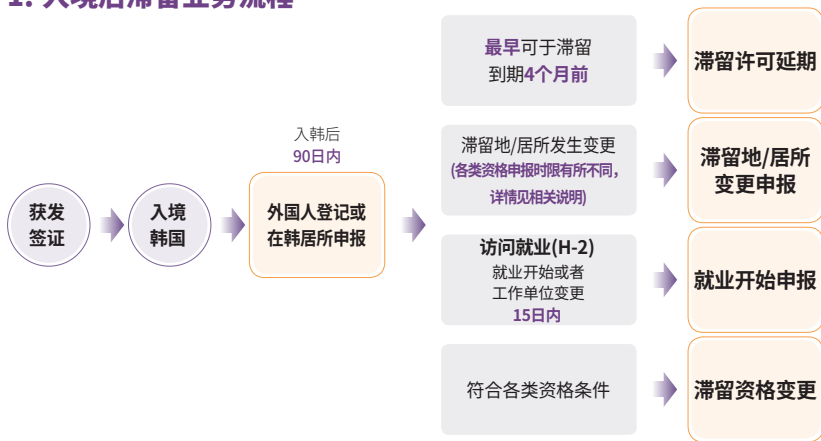 1. 入境后滞留业务流程
最早可于滞留
到期4个月前
滞留许可延期
入韩后
90日内
滞留地/居所发生变更
(各类资格申报时限有所不同，
详情见相关说明)
滞留地/居所
变更申报
获发
签证
入境
韩国
外国人登记或
在韩居所申报
访问就业(H-2)
就业开始或者
工作单位变更
15日内
就业开始申报
符合各类资格条件
滞留资格变更